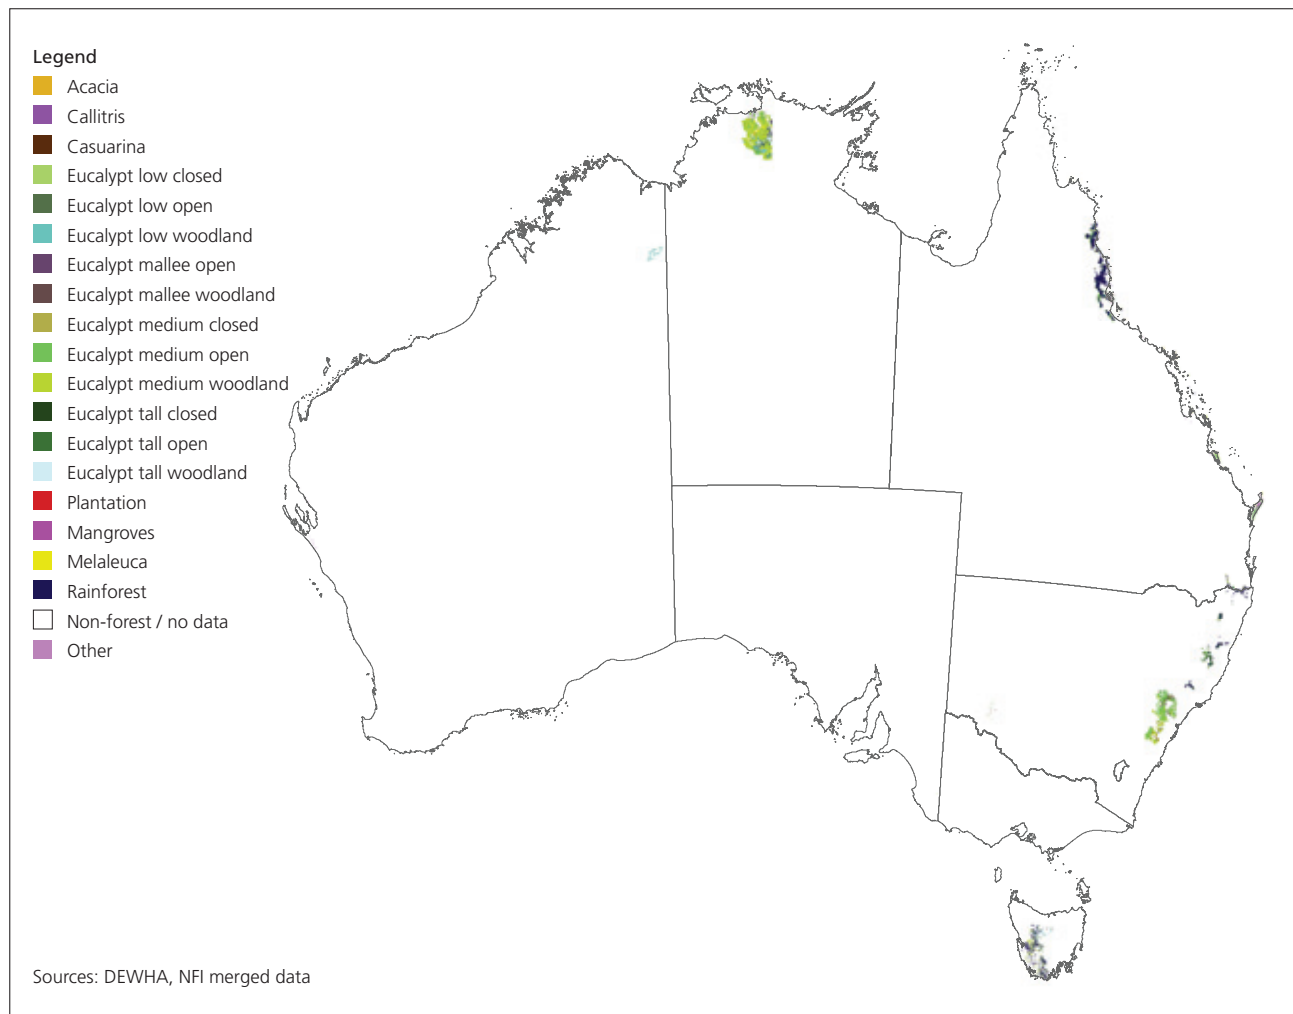 Legend
Acacia
Callitris
Casuarina
Eucalypt low closed
Eucalypt low open
Eucalypt low woodland
Eucalypt mallee open
Eucalypt mallee woodland
Eucalypt medium closed
Eucalypt medium open
Eucalypt medium woodland
Eucalypt tall closed
Eucalypt tall open
Eucalypt tall woodland
Plantation
Mangroves
Melaleuca
Rainforest
Non-forest / no data
Other
Sources: DEWHA, NFI merged data